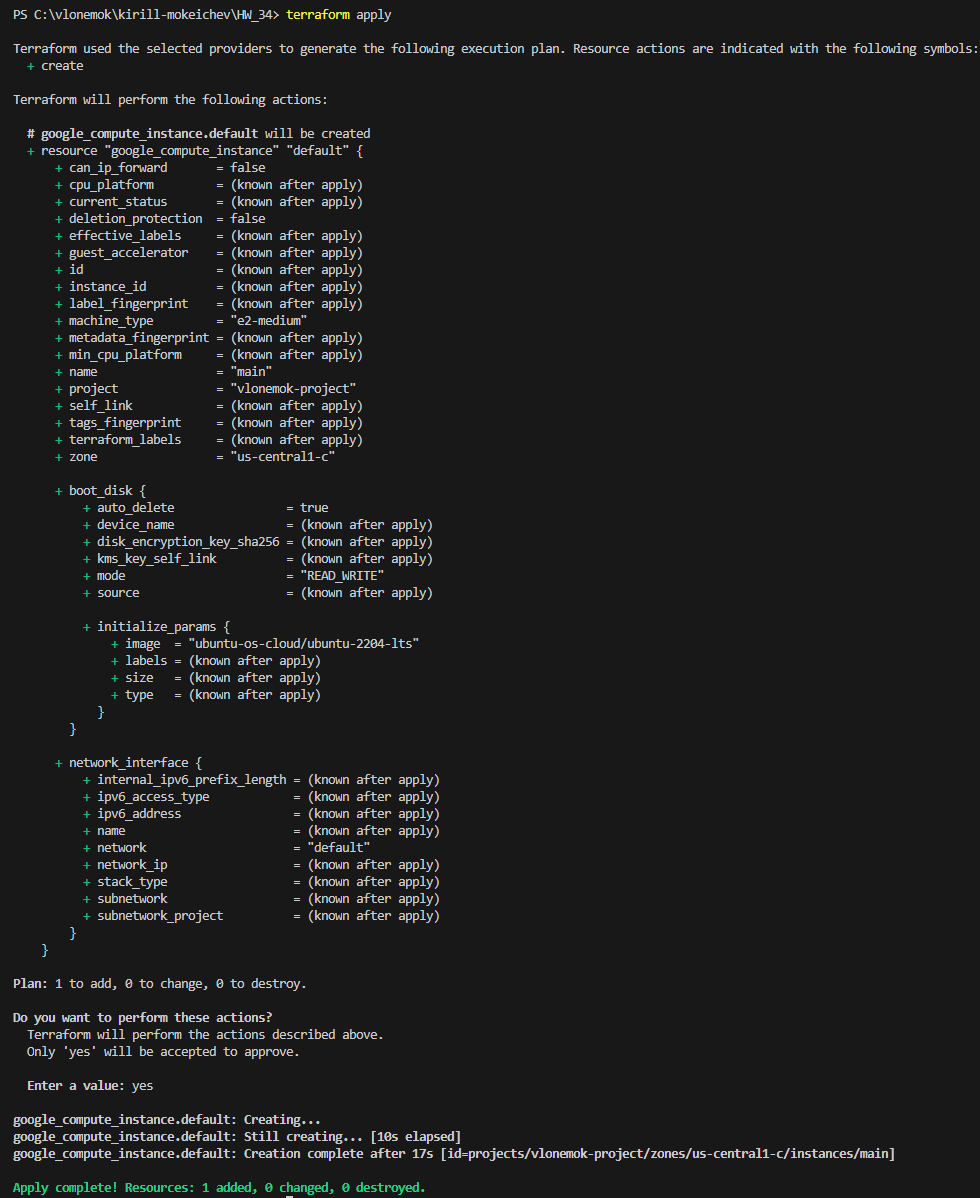 PS C:\vlonemok\kirill-mokeichev\HW_34> terraform apply

Terraform used the selected providers to generate the following execution plan. Resource actions are indicated with the following symbols:
  + create

Terraform will perform the following actions:

  # google_compute_instance.default will be created
  + resource "google_compute_instance" "default" {
      + can_ip_forward       = false
      + cpu_platform         = (known after apply)
      + current_status       = (known after apply)
      + deletion_protection  = false
      + effective_labels     = (known after apply)
      + guest_accelerator    = (known after apply)
      + id                   = (known after apply)
      + instance_id          = (known after apply)
      + label_fingerprint    = (known after apply)
      + machine_type         = "e2-medium"
      + metadata_fingerprint = (known after apply)
      + min_cpu_platform     = (known after apply)
      + name                 = "main"
      + project              = "vlonemok-project"
      + self_link            = (known after apply)
      + tags_fingerprint     = (known after apply)
      + terraform_labels     = (known after apply)
      + zone                 = "us-central1-c"

      + boot_disk {
          + auto_delete                = true
          + device_name                = (known after apply)
          + disk_encryption_key_sha256 = (known after apply)
          + kms_key_self_link          = (known after apply)
          + mode                       = "READ_WRITE"
          + source                     = (known after apply)

          + initialize_params {
              + image  = "ubuntu-os-cloud/ubuntu-2204-lts"
              + labels = (known after apply)
              + size   = (known after apply)
              + type   = (known after apply)
            }
        }

      + network_interface {
          + internal_ipv6_prefix_length = (known after apply)
          + ipv6_access_type            = (known after apply)
          + ipv6_address                = (known after apply)
          + name                        = (known after apply)
          + network                     = "default"
          + network_ip                  = (known after apply)
          + stack_type                  = (known after apply)
          + subnetwork                  = (known after apply)
          + subnetwork_project          = (known after apply)
        }
    }

Plan: 1 to add, 0 to change, 0 to destroy.

Do you want to perform these actions?
  Terraform will perform the actions described above.
  Only 'yes' will be accepted to approve.

  Enter a value: yes

google_compute_instance.default: Creating...
google_compute_instance.default: Still creating... [10s elapsed]
google_compute_instance.default: Creation complete after 17s [id=projects/vlonemok-project/zones/us-central1-c/instances/main]

Apply complete! Resources: 1 added, 0 changed, 0 destroyed.